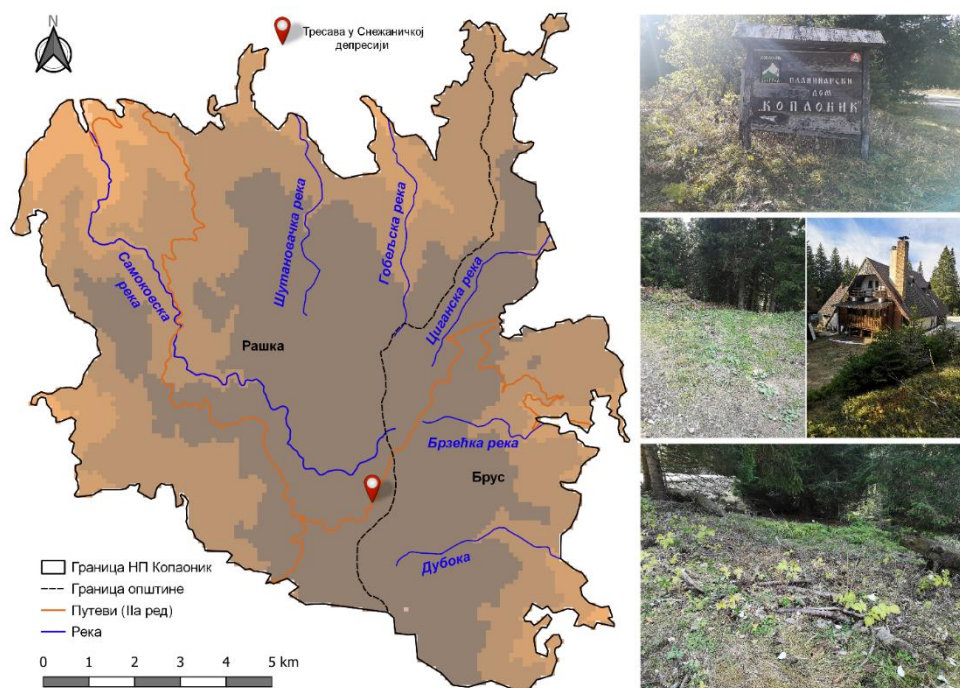 N
Тресава у Снежаничкој
депресији
Самоковска
река
Шутановачка река
Гобељска река
Циганска река
Рашка
Брзећка река
Брус
Дубока
Граница НП Копаоник
Граница општине
Путеви (IIа ред)
Река
0 1 2 3 4 5 km
ПЛАНИНАРСКИ
ДОМ
"КОПАОНИК"